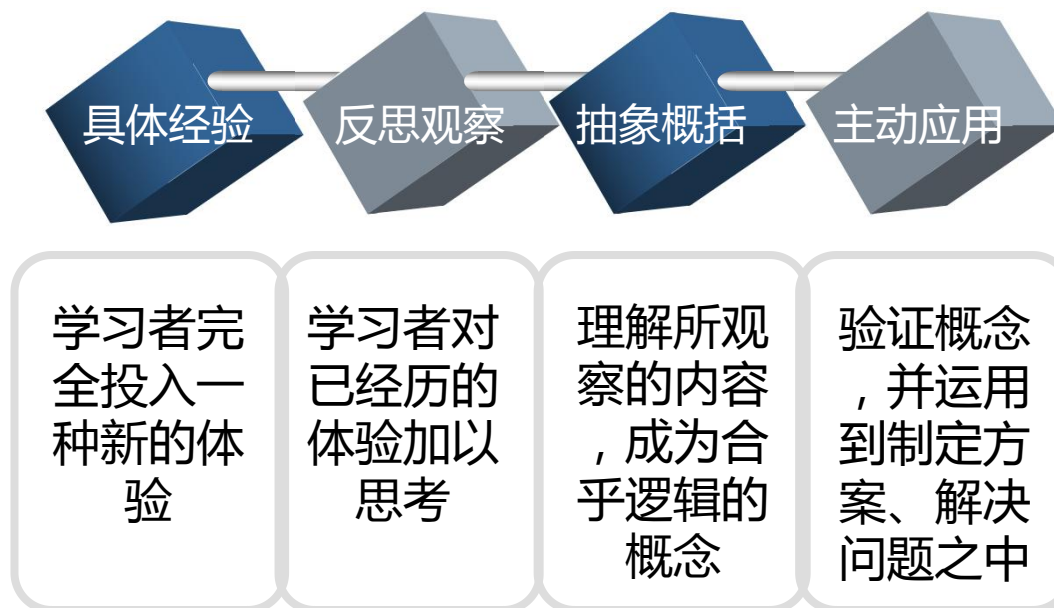 具体经验
反思观察
抽象概括
主动应用
学习者完
全投入一
种新的体
验
学习者对
已经历的
体验加以
思考
理解所观
察的内容
，成为合
乎逻辑的
概念
验证概念
，并运用
到制定方
案、解决
问题之中